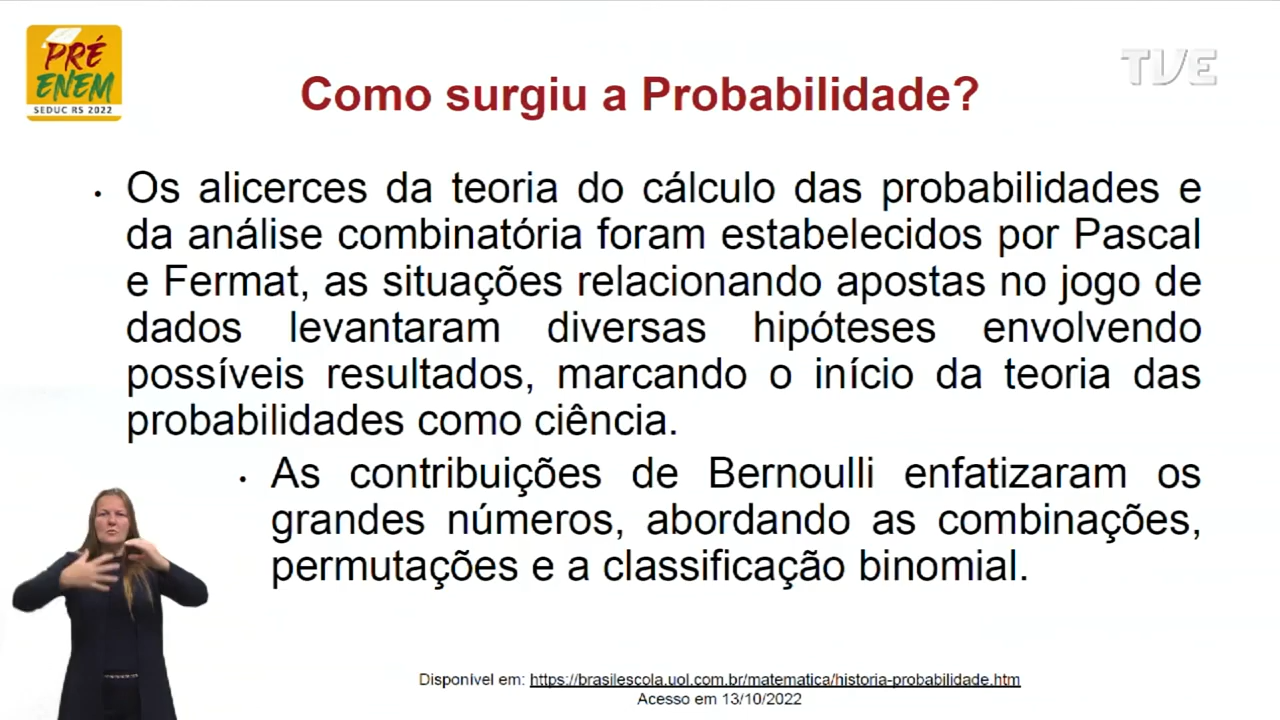 PRÉ
ENEM
SEDUC RS 2022
TVE
Como surgiu a Probabilidade?
• Os alicerces da teoria do cálculo das probabilidades e
da análise combinatória foram estabelecidos por Pascal
e Fermat, as situações relacionando apostas no jogo de
dados levantaram diversas hipóteses envolvendo
possíveis resultados, marcando o início da teoria das
probabilidades como ciência.
• As contribuições de Bernoulli enfatizaram os
grandes números, abordando as combinações,
permutações e a classificação binomial.
Disponível em: https://brasilescola.uol.com.br/matematica/historia-probabilidade.htm
Acesso em 13/10/2022